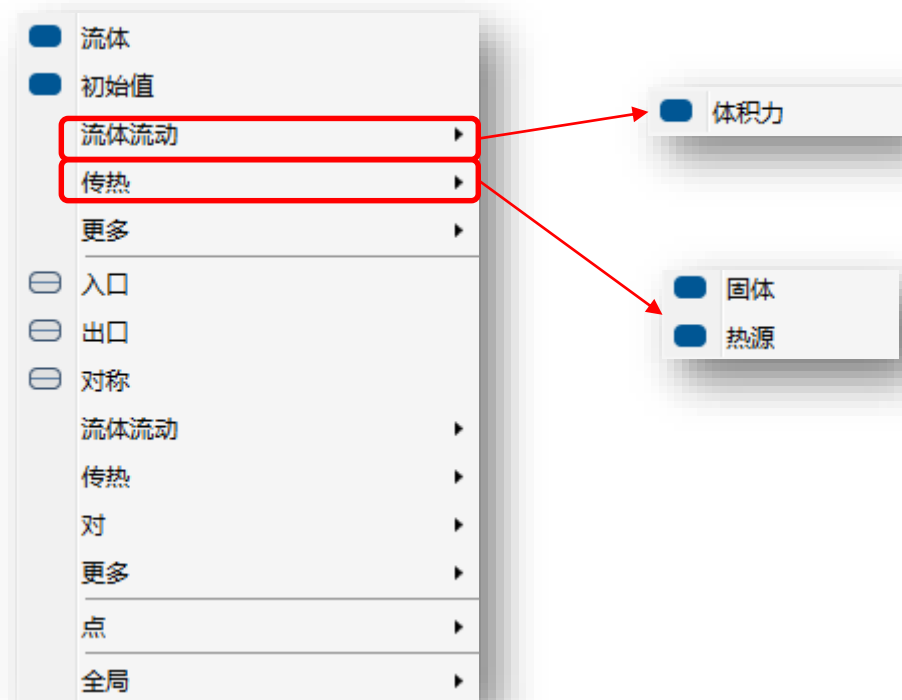 流体
初始值
流体流动
传热
更多
入口
出口
对称
流体流动
传热
对
更多
点
全局
体积力
固体
热源